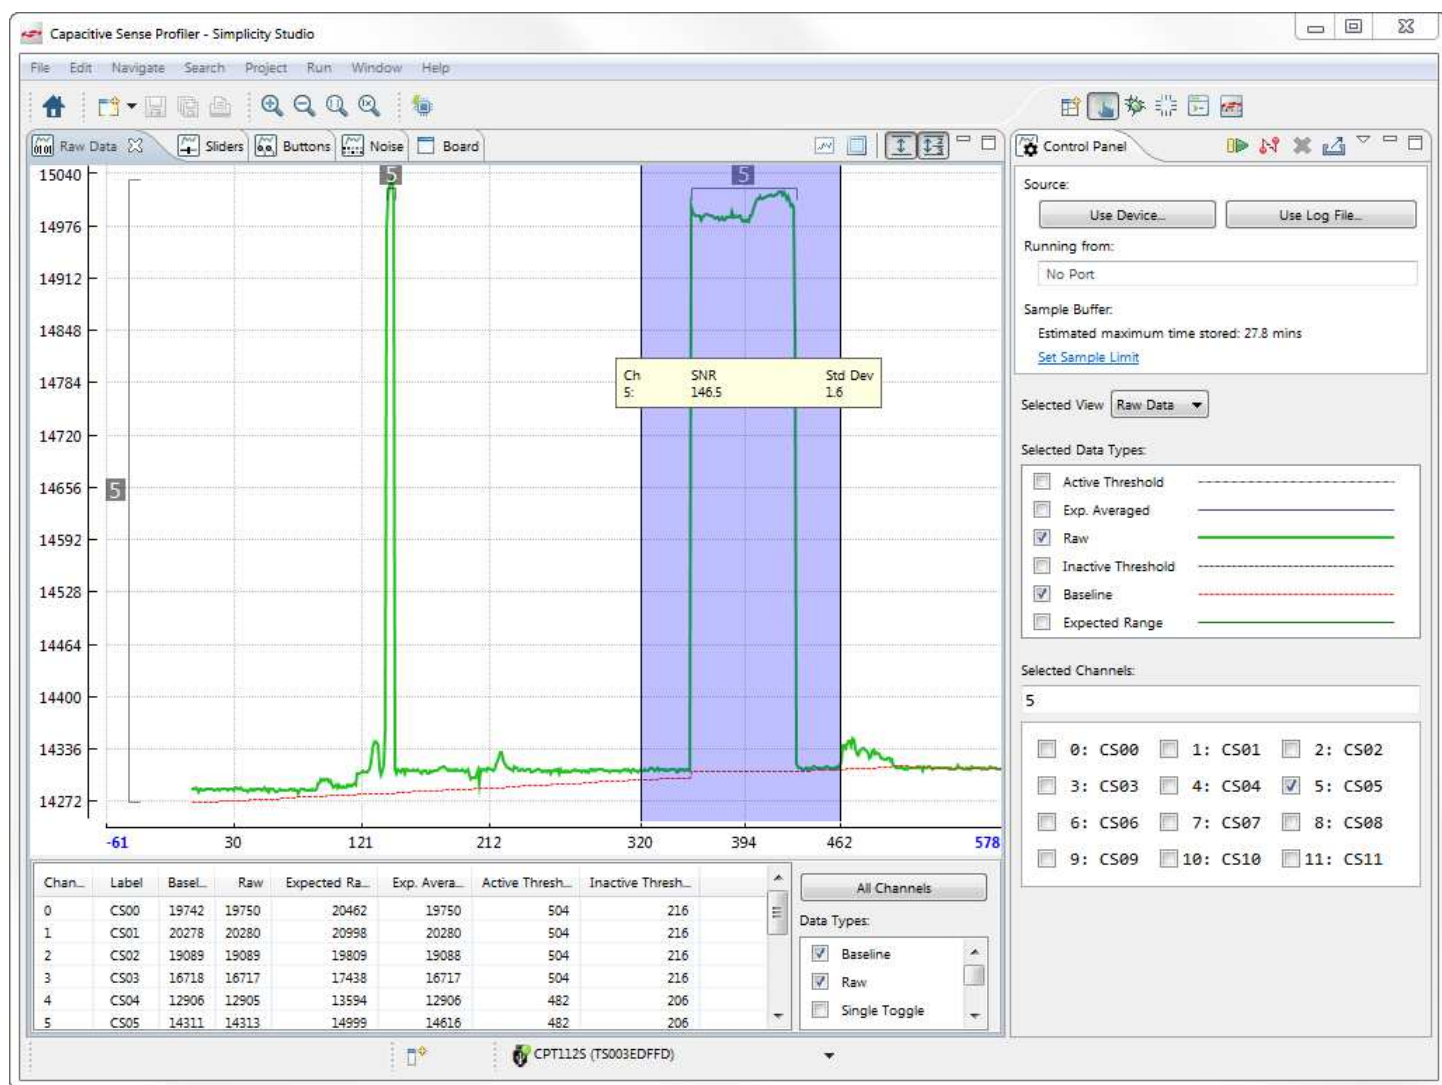 Capacitive Sense Profiler - Simplicity Studio
File Edit Navigate Search Project Run Window Help
Raw Data Sliders Buttons Noise Board
Control Panel
15040
14976
14912
14848
14784
14720
14656
14592
14528
14464
14400
14336
14272
5
5
5
Ch SNR Std Dev
5: 146.5 1.6
-61 30 121 212 320 394 462 578
Source:
Use Device... Use Log File...
Running from:
No Port
Sample Buffer:
Estimated maximum time stored: 27.8 mins
Set Sample Limit
Selected View Raw Data
Selected Data Types:
Active Threshold
Exp. Averaged
Raw
Inactive Threshold
Baseline
Expected Range
Selected Channels:
5
0: CS00 1: CS01 2: CS02
3: CS03 4: CS04 5: CS05
6: CS06 7: CS07 8: CS08
9: CS09 10: CS10 11: CS11
Chan... Label Basel... Raw Expected Ra... Exp. Avera... Active Thresh... Inactive Thresh...
0 CS00 19742 19750 20462 19750 504 216
1 CS01 20278 20280 20998 20280 504 216
2 CS02 19089 19089 19809 19088 504 216
3 CS03 16718 16717 17438 16717 504 216
4 CS04 12906 12905 13594 12906 482 206
5 CS05 14311 14313 14999 14616 482 206
All Channels
Data Types:
Baseline
Raw
Single Toggle
CPT112S (TS003EDFFD)